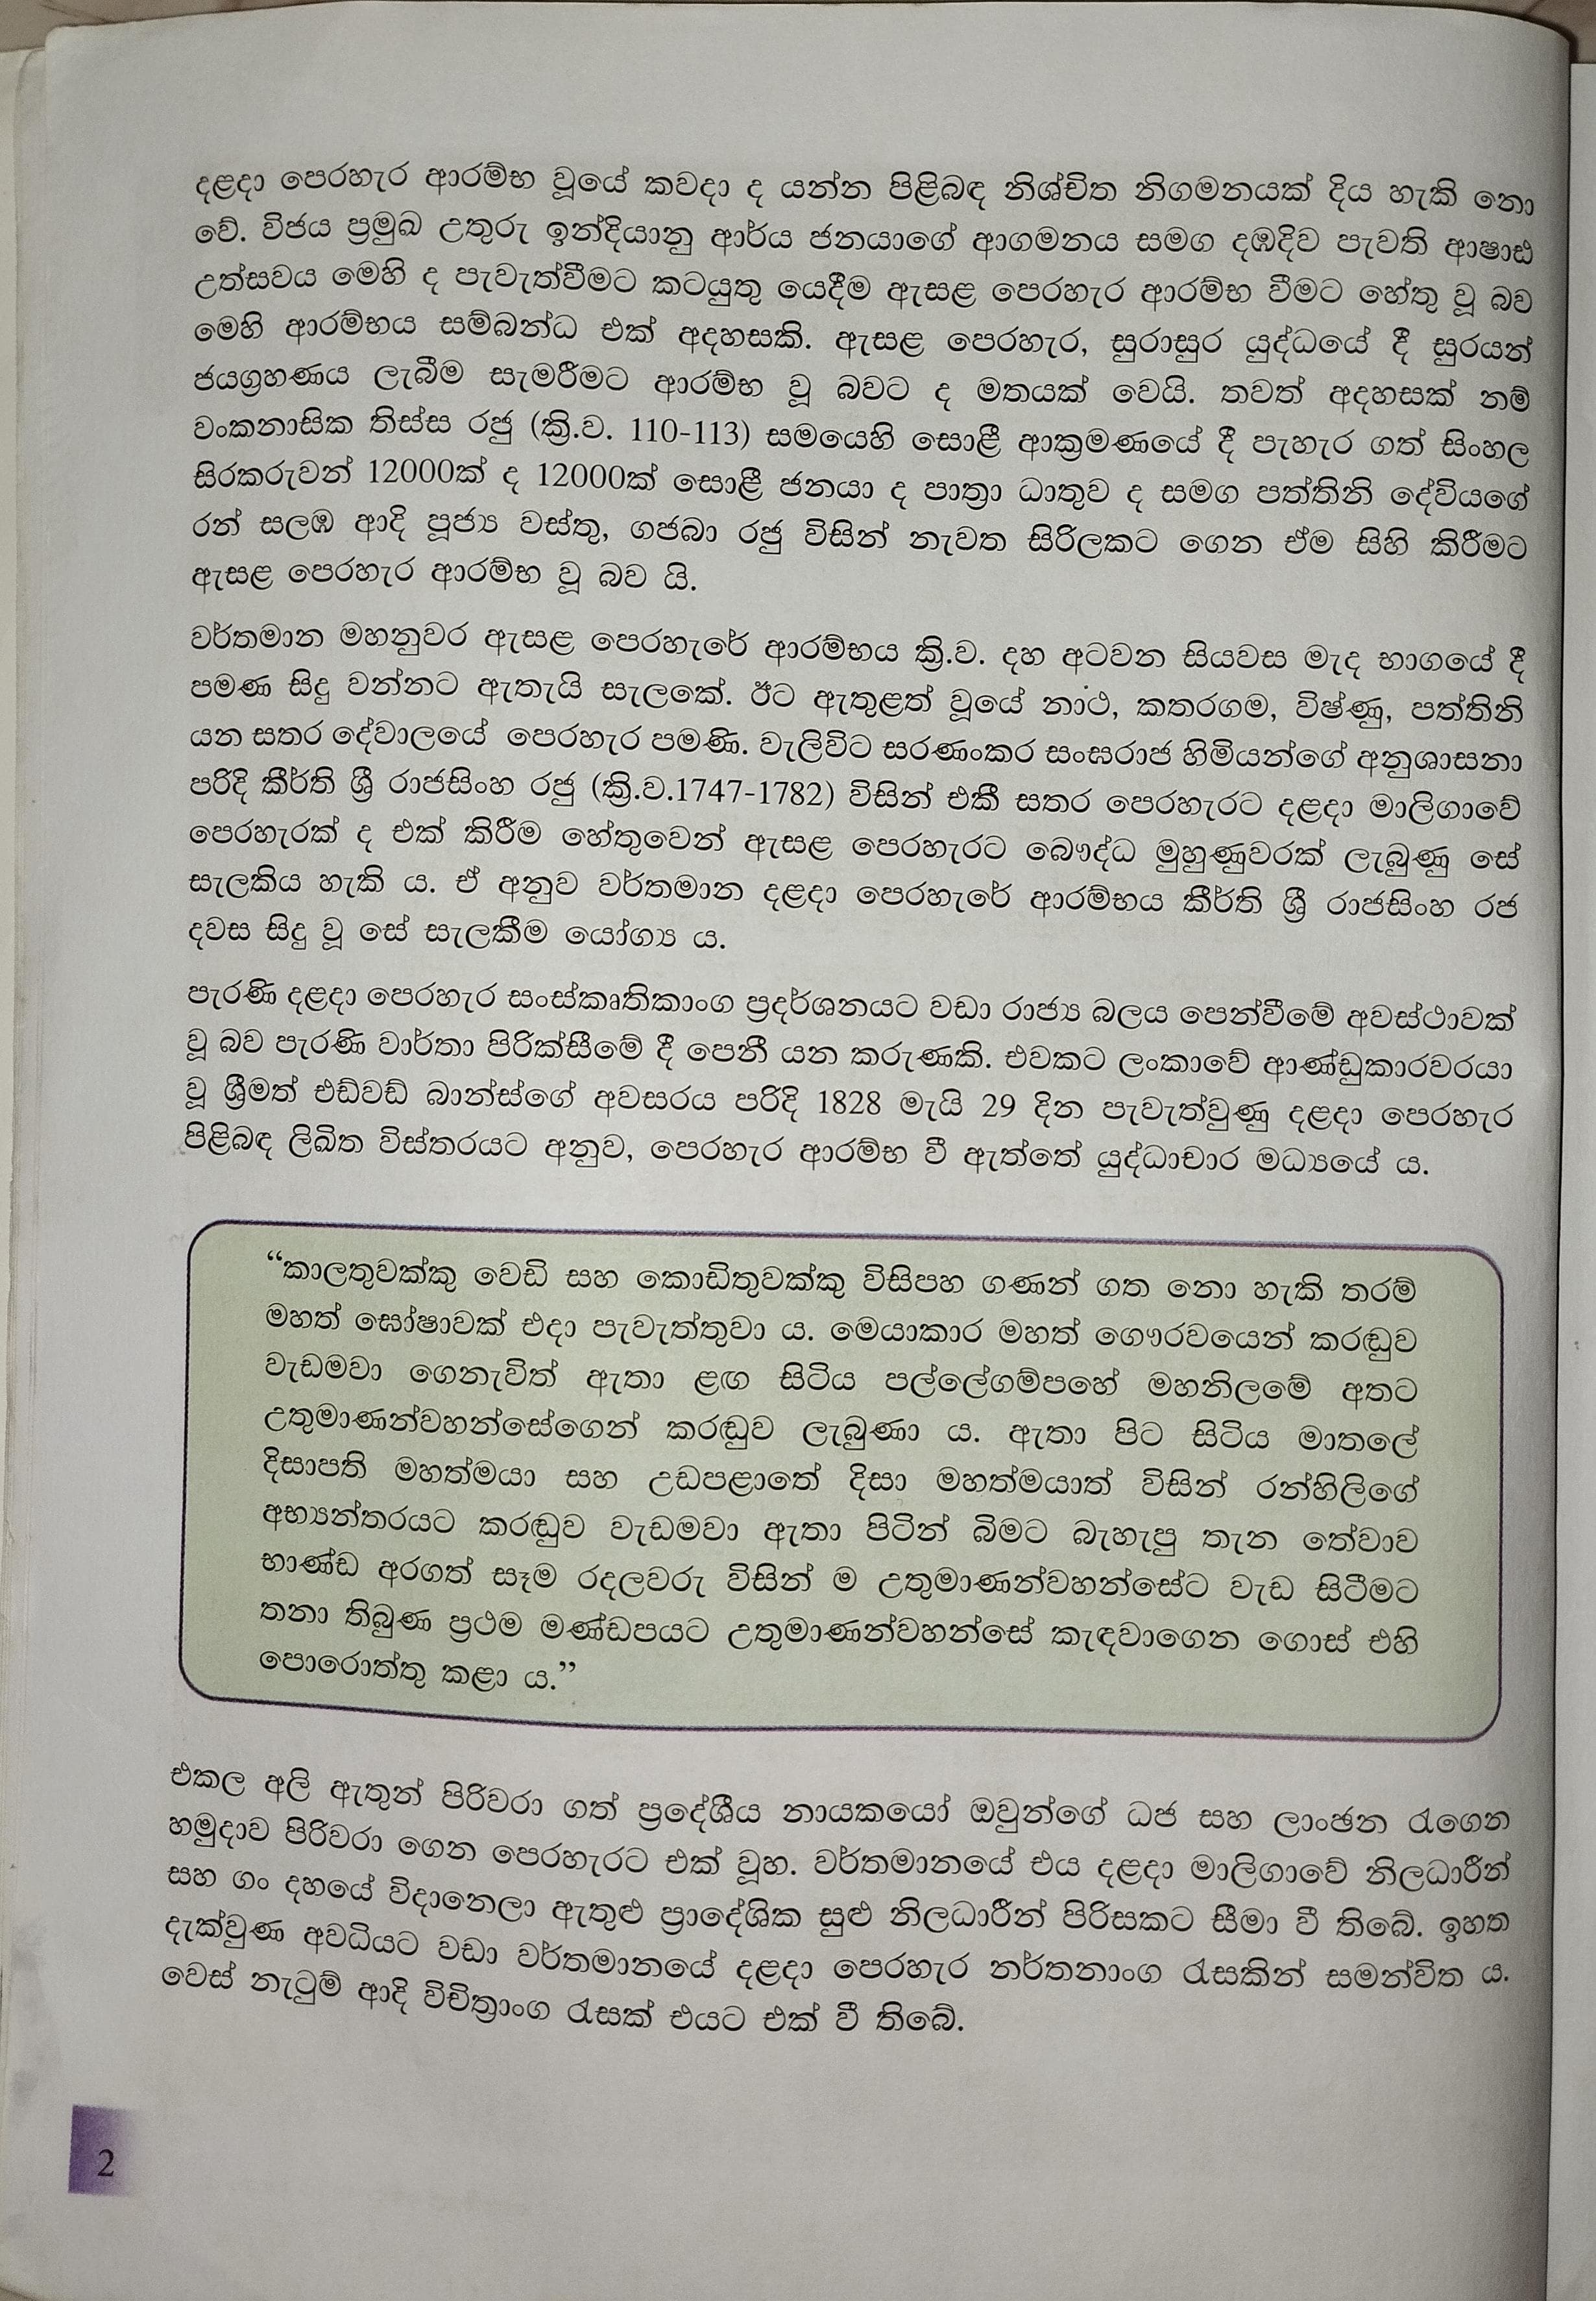 දළදා පෙරහැර ආරම්භ වූයේ කවදා ද යන්න පිළිබඳ නිශ්චිත නිගමනයක් දිය හැකි නො
වේ. විජය ප්‍රමුඛ උතුරු ඉන්දියානු ආර්ය ජනයාගේ ආගමනය සමග දඹදිව පැවති ආෂාඪ
උත්සවය මෙහි ද පැවැත්වීමට කටයුතු යෙදීම ඇසළ පෙරහැර ආරම්භ වීමට හේතු වූ බව
මෙහි ආරම්භය සම්බන්ධ එක් අදහසකි. ඇසළ පෙරහැර, සුරාසුර යුද්ධයේ දී සුරයන්
ජයග්‍රහණය ලැබීම සැමරීමට ආරම්භ වූ බවට ද මතයක් වෙයි. තවත් අදහසක් නම්
වංකනාසික තිස්ස රජු (ක්‍රි.ව. 110-113) සමයෙහි සොළී ආක්‍රමණයේ දී පැහැර ගත් සිංහල
සිරකරුවන් 12000ක් ද 12000ක් සොළී ජනයා ද පාත්‍රා ධාතුව ද සමග පත්තිනි දේවියගේ
රන් සලඹ ආදි පූජ්‍ය වස්තු, ගජබා රජු විසින් නැවත සිරිලකට ගෙන ඒම සිහි කිරීමට
ඇසළ පෙරහැර ආරම්භ වූ බව යි.
වර්තමාන මහනුවර ඇසළ පෙරහැරේ ආරම්භය ක්‍රි.ව. දහ අටවන සියවස මැද භාගයේ දී
පමණ සිදු වන්නට ඇතැයි සැලකේ. ඊට ඇතුළත් වූයේ නාථ, කතරගම, විෂ්ණු, පත්තිනි
යන සතර දේවාලයේ පෙරහැර පමණි. වැලිවිට සරණංකර සංඝරාජ හිමියන්ගේ අනුශාසනා
පරිදි කීර්ති ශ්‍රී රාජසිංහ රජු (ක්‍රි.ව.1747-1782) විසින් එකී සතර පෙරහැරට දළදා මාලිගාවේ
පෙරහැරක් ද එක් කිරීම හේතුවෙන් ඇසළ පෙරහැරට බෞද්ධ මුහුණුවරක් ලැබුණු සේ
සැලකිය හැකි ය. ඒ අනුව වර්තමාන දළදා පෙරහැරේ ආරම්භය කීර්ති ශ්‍රී රාජසිංහ රජ
දවස සිදු වූ සේ සැලකීම යෝග්‍ය ය.
පැරණි දළදා පෙරහැර සංස්කෘතිකාංග ප්‍රදර්ශනයට වඩා රාජ්‍ය බලය පෙන්වීමේ අවස්ථාවක්
වූ බව පැරණි වාර්තා පිරික්සීමේ දී පෙනී යන කරුණකි. එවකට ලංකාවේ ආණ්ඩුකාරවරයා
වූ ශ්‍රීමත් එඩ්වඩ් බාන්ස්ගේ අවසරය පරිදි 1828 මැයි 29 දින පැවැත්වුණු දළදා පෙරහැර
පිළිබඳ ලිඛිත විස්තරයට අනුව, පෙරහැර ආරම්භ වී ඇත්තේ යුද්ධාචාර මධ්‍යයේ ය.
“කාලතුවක්කු වෙඩි සහ කොඩිතුවක්කු විසිපහ ගණන් ගත නො හැකි තරම්
මහත් ඝෝෂාවක් එදා පැවැත්තුවා ය. මෙයාකාර මහත් ගෞරවයෙන් කරඬුව
වැඩමවා ගෙනැවිත් ඇතා ළඟ සිටිය පල්ලේගම්පහේ මහනිලමේ අතට
උතුමාණන්වහන්සේගෙන් කරඬුව ලැබුණා ය. ඇතා පිට සිටිය මාතලේ
දිසාපති මහත්මයා සහ උඩපළාතේ දිසා මහත්මයාත් විසින් රන්හිලිගේ
අභ්‍යන්තරයට කරඬුව වැඩමවා ඇතා පිටින් බිමට බැහැපු තැන තේවාව
භාණ්ඩ අරගත් සෑම රදලවරු විසින් ම උතුමාණන්වහන්සේට වැඩ සිටීමට
තනා තිබුණ ප්‍රථම මණ්ඩපයට උතුමාණන්වහන්සේ කැඳවාගෙන ගොස් එහි
පොරොත්තු කළා ය.”
එකල අලි ඇතුන් පිරිවරා ගත් ප්‍රදේශීය නායකයෝ ඔවුන්ගේ ධජ සහ ලාංඡන රැගෙන
හමුදාව පිරිවරා ගෙන පෙරහැරට එක් වූහ. වර්තමානයේ එය දළදා මාලිගාවේ නිලධාරීන්
සහ ගං දහයේ විදානෙලා ඇතුළු ප්‍රාදේශික සුළු නිලධාරීන් පිරිසකට සීමා වී තිබේ. ඉහත
දැක්වුණ අවධියට වඩා වර්තමානයේ දළදා පෙරහැර නර්තනාංග රැසකින් සමන්විත ය.
වෙස් නැටුම් ආදි විචිත්‍රාංග රැසක් එයට එක් වී තිබේ.
2